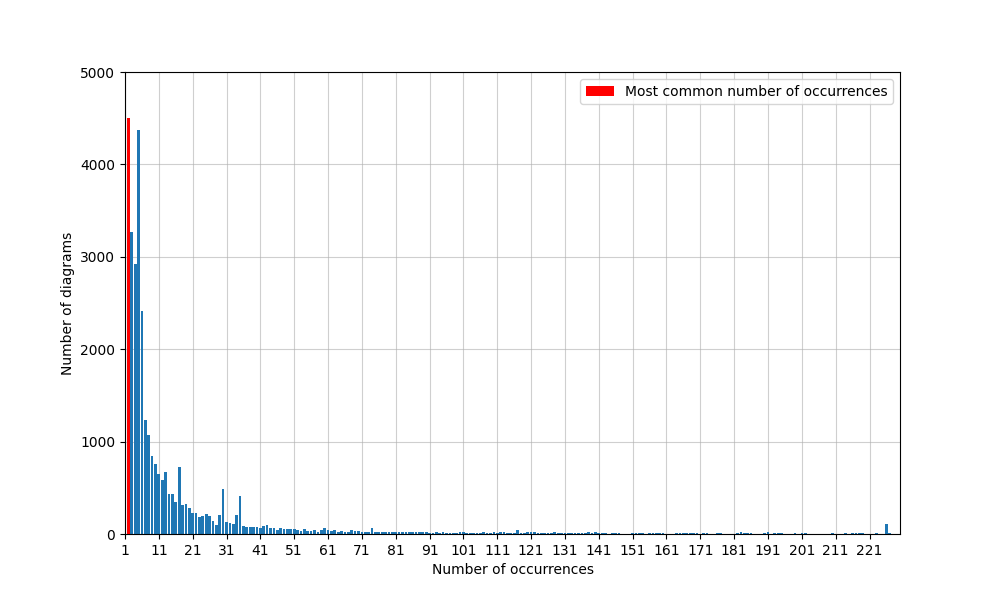 Most common number of occurrences
Number of diagrams
5000
4000
3000
2000
1000
0
1 11 21 31 41 51 61 71 81 91 101 111 121 131 141 151 161 171 181 191 201 211 221
Number of occurrences